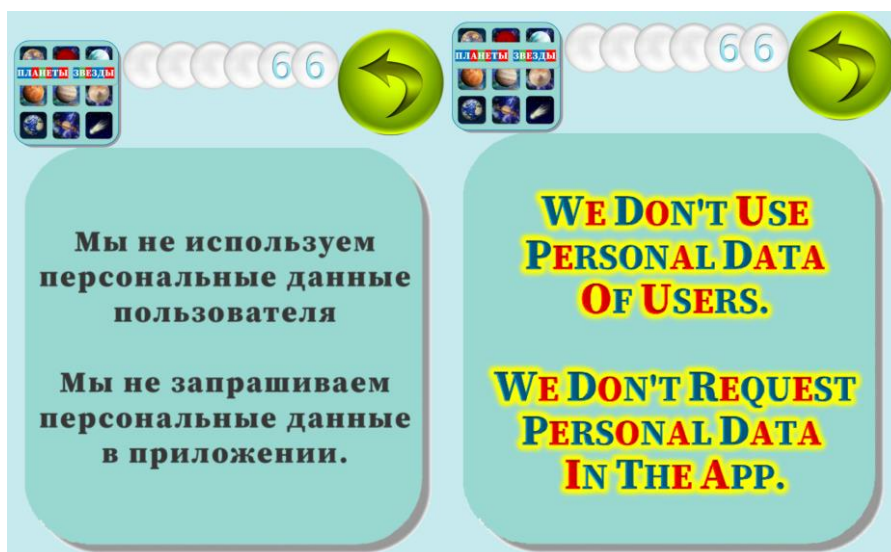 ПЛАНЕТЫ ЗВЕЗДЫ
66
Мы не используем
персональные данные
пользователя
Мы не запрашиваем
персональные данные
в приложении.
ПЛАНЕТЫ ЗВЕЗДЫ
66
WE DON'T USE
PERSONAL DATA
OF USERS.
WE DON'T REQUEST
PERSONAL DATA
IN THE APP.